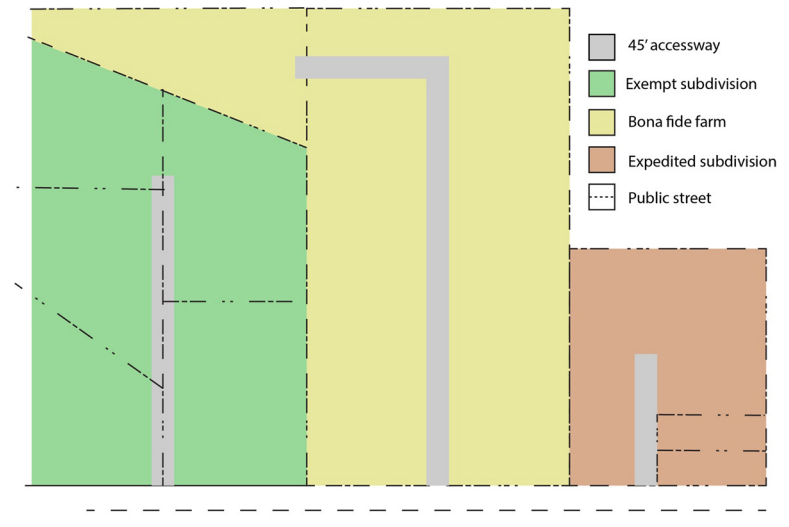 45' accessway
Exempt subdivision
Bona fide farm
Expedited subdivision
Public street